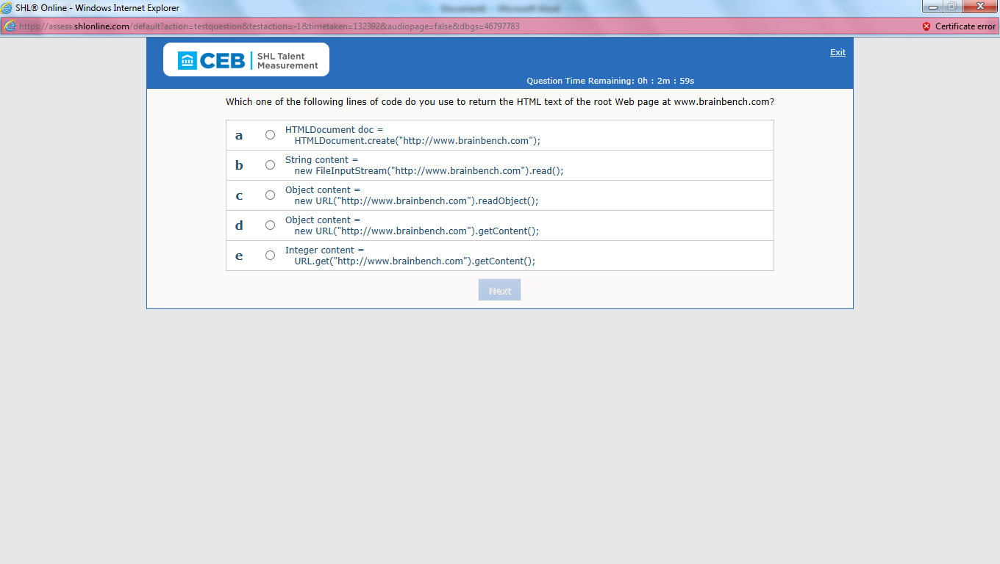 SHL® Online - Windows Internet Explorer
Document1 - Microsoft Word
https://assess.shlonline.com/default?action=testquestion&testaction=-1&timetaken=132392&audiopage=false&dbgs=46797783
Certificate error
CEB
SHL Talent
Measurement
Exit
Question Time Remaining: 0h : 2m : 59s
Which one of the following lines of code do you use to return the HTML text of the root Web page at www.brainbench.com?
a
HTMLDocument doc =
HTMLDocument.create("http://www.brainbench.com");
b
String content =
new FileInputStream("http://www.brainbench.com").read();
c
Object content =
new URL("http://www.brainbench.com").readObject();
d
Object content =
new URL("http://www.brainbench.com").getContent();
e
Integer content =
URL.get("http://www.brainbench.com").getContent();
Next